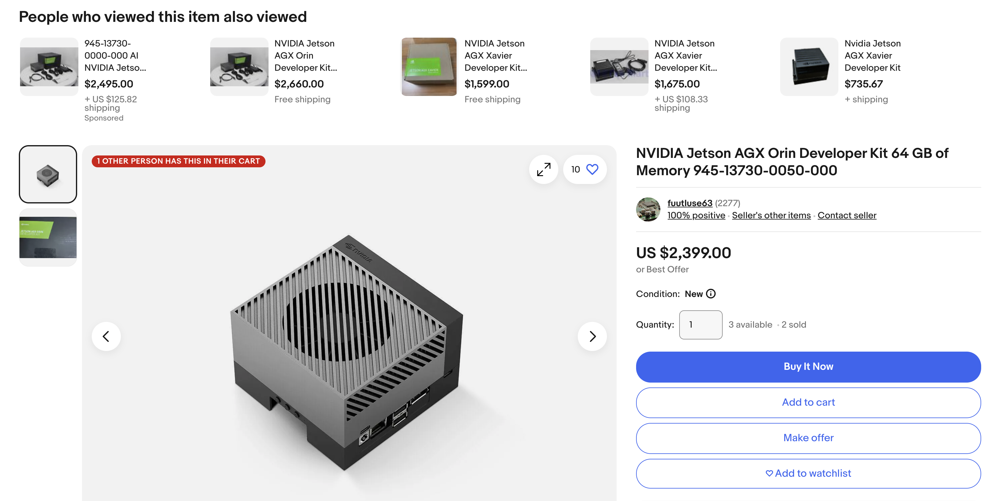 People who viewed this item also viewed
945-13730-
0000-000 AI
NVIDIA Jetso...
$2,495.00
+ US $125.82
shipping
Sponsored
NVIDIA Jetson
AGX Orin
Developer Kit...
$2,660.00
Free shipping
JETSON AGX XAVIER
NVIDIA Jetson
AGX Xavier
Developer Kit...
$1,599.00
Free shipping
NVIDIA Jetson
AGX Xavier
Developer Kit...
$1,675.00
+ US $108.33
shipping
NVIDIA
Nvidia Jetson
AGX Xavier
Developer Kit
$735.67
+ shipping
JETSON AGX ORIN
DEVELOPER KIT
1 OTHER PERSON HAS THIS IN THEIR CART
10
NVIDIA
NVIDIA Jetson AGX Orin Developer Kit 64 GB of
Memory 945-13730-0050-000
fuutluse63 (2277)
100% positive • Seller's other items • Contact seller
US $2,399.00
or Best Offer
Condition: New
Quantity: 1 3 available • 2 sold
Buy It Now
Add to cart
Make offer
Add to watchlist